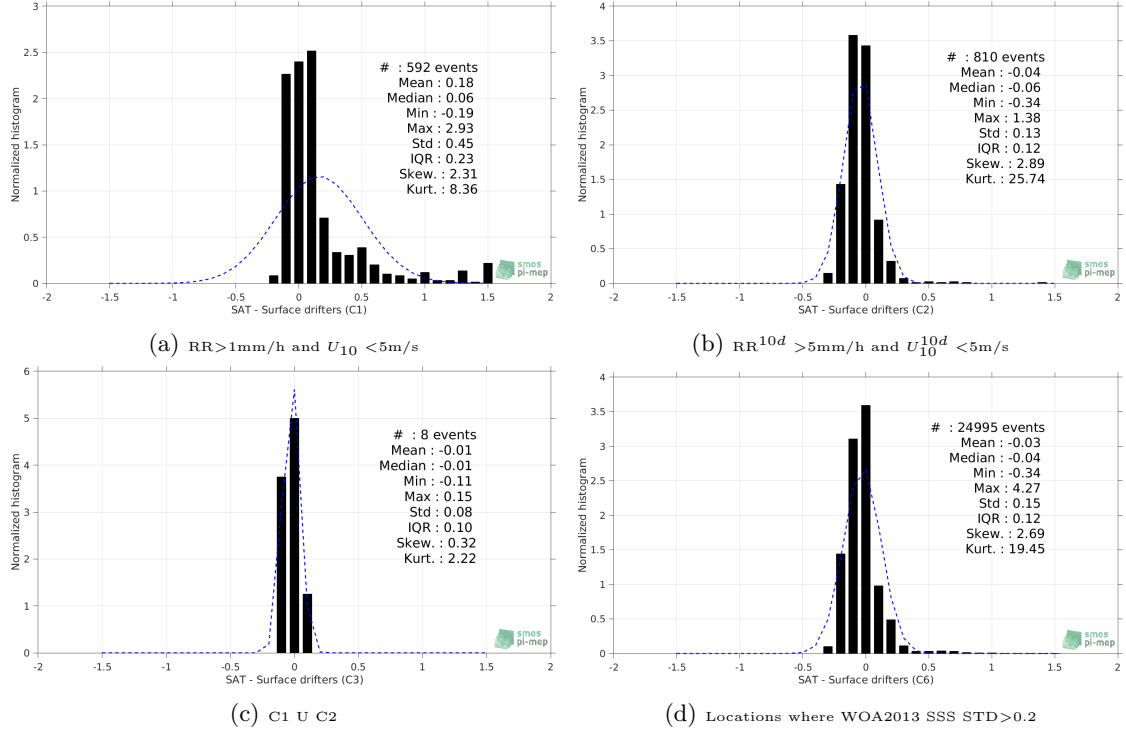 3
2.5
2
1.5
1
0.5
0
-2
-1.5
-1
-0.5
0
0.5
1
1.5
2
Normalized histogram
SAT - Surface drifters (C1)
# : 592 events
Mean : 0.18
Median : 0.06
Min : -0.19
Max : 2.93
Std : 0.45
IQR : 0.23
Skew. : 2.31
Kurt. : 8.36
smos
pi-mep
(a) RR>1mm/h and U10 <5m/s
4
3.5
3
2.5
2
1.5
1
0.5
0
-2
-1.5
-1
-0.5
0
0.5
1
1.5
2
Normalized histogram
SAT - Surface drifters (C2)
# : 810 events
Mean : -0.04
Median : -0.06
Min : -0.34
Max : 1.38
Std : 0.13
IQR : 0.12
Skew. : 2.89
Kurt. : 25.74
smos
pi-mep
(b) RR10d >5mm/h and U10d10 <5m/s
6
5
4
3
2
1
0
-2
-1.5
-1
-0.5
0
0.5
1
1.5
2
Normalized histogram
SAT - Surface drifters (C3)
# : 8 events
Mean : -0.01
Median : -0.01
Min : -0.11
Max : 0.15
Std : 0.08
IQR : 0.10
Skew. : 0.32
Kurt. : 2.22
smos
pi-mep
(c) C1 U C2
4
3.5
3
2.5
2
1.5
1
0.5
0
-2
-1.5
-1
-0.5
0
0.5
1
1.5
2
Normalized histogram
SAT - Surface drifters (C6)
# : 24995 events
Mean : -0.03
Median : -0.04
Min : -0.34
Max : 4.27
Std : 0.15
IQR : 0.12
Skew. : 2.69
Kurt. : 19.45
smos
pi-mep
(d) Locations where WOA2013 SSS STD>0.2